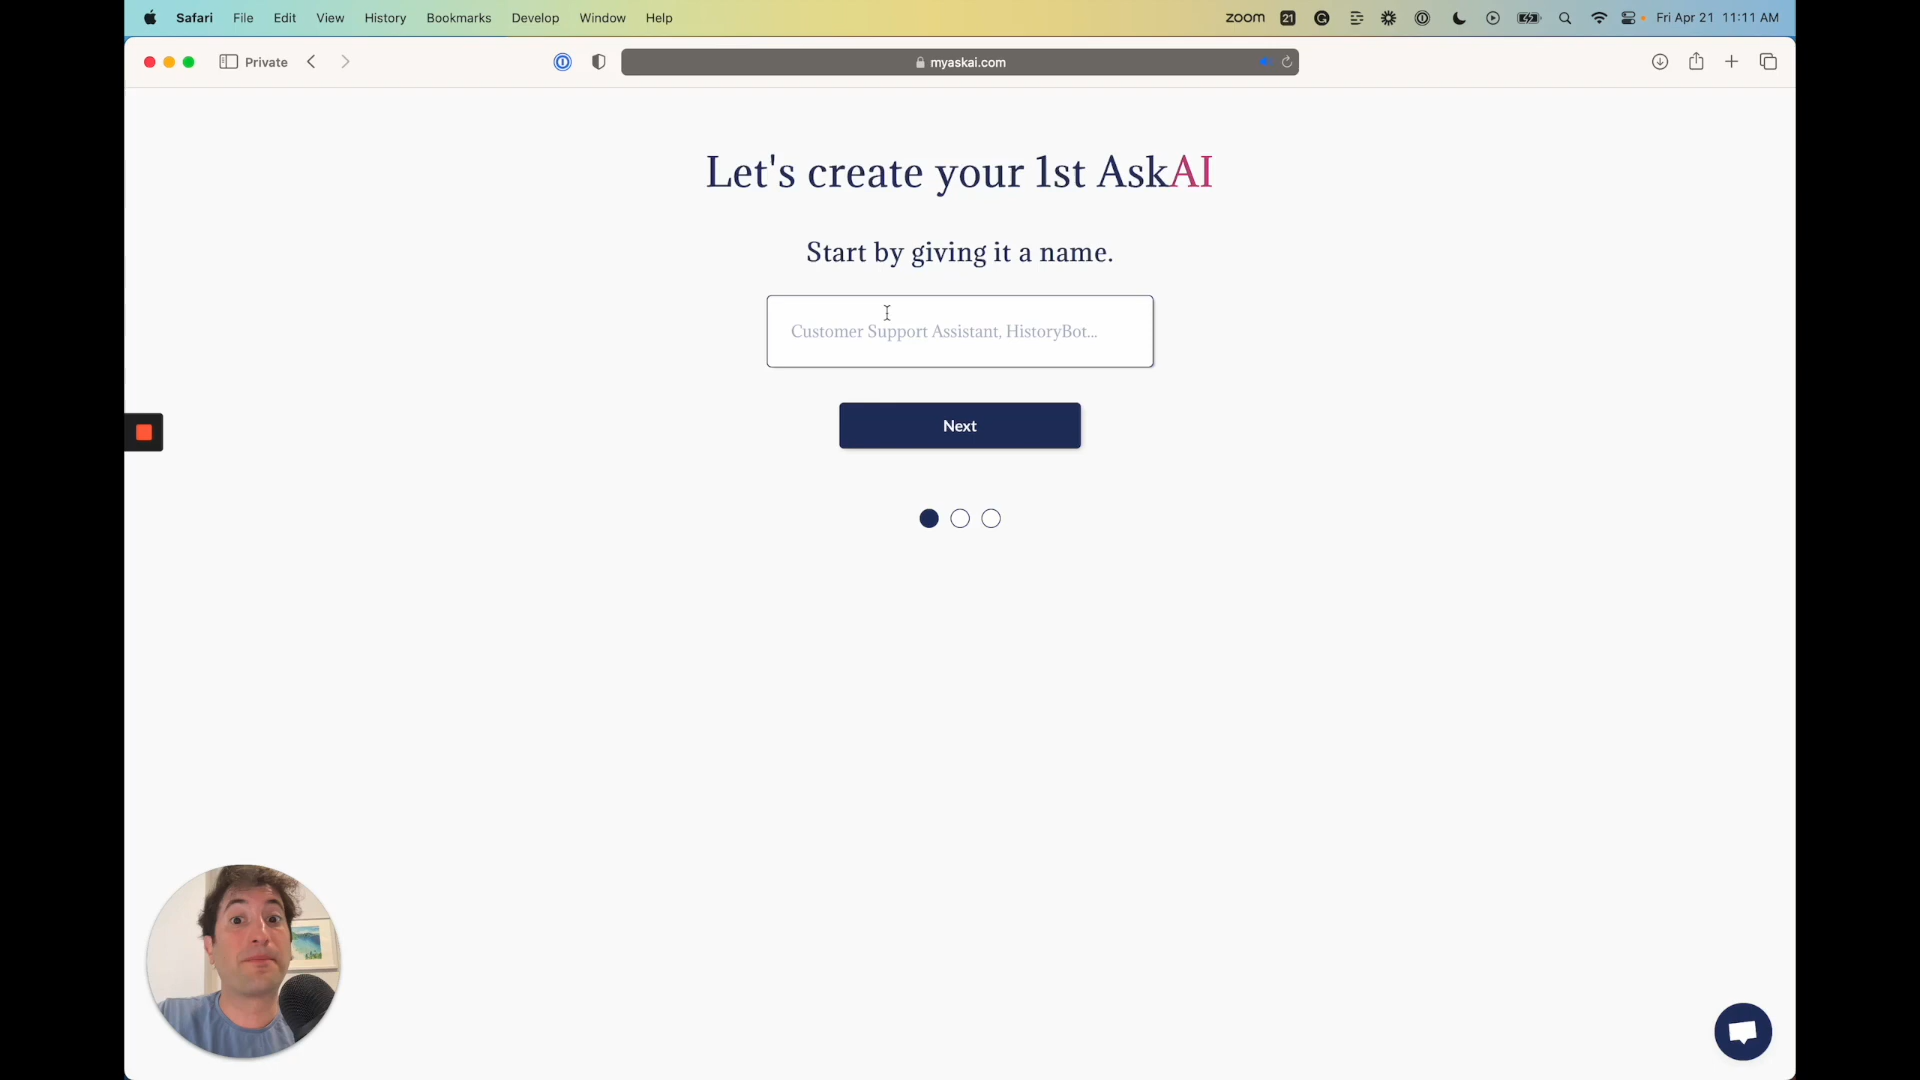 Safari File Edit View History Bookmarks Develop Window Help zoom 21 Fri Apr 21 11:11 AM
Private myaskai.com
Let's create your 1st AskAI
Start by giving it a name.
Customer Support Assistant, HistoryBot...
Next